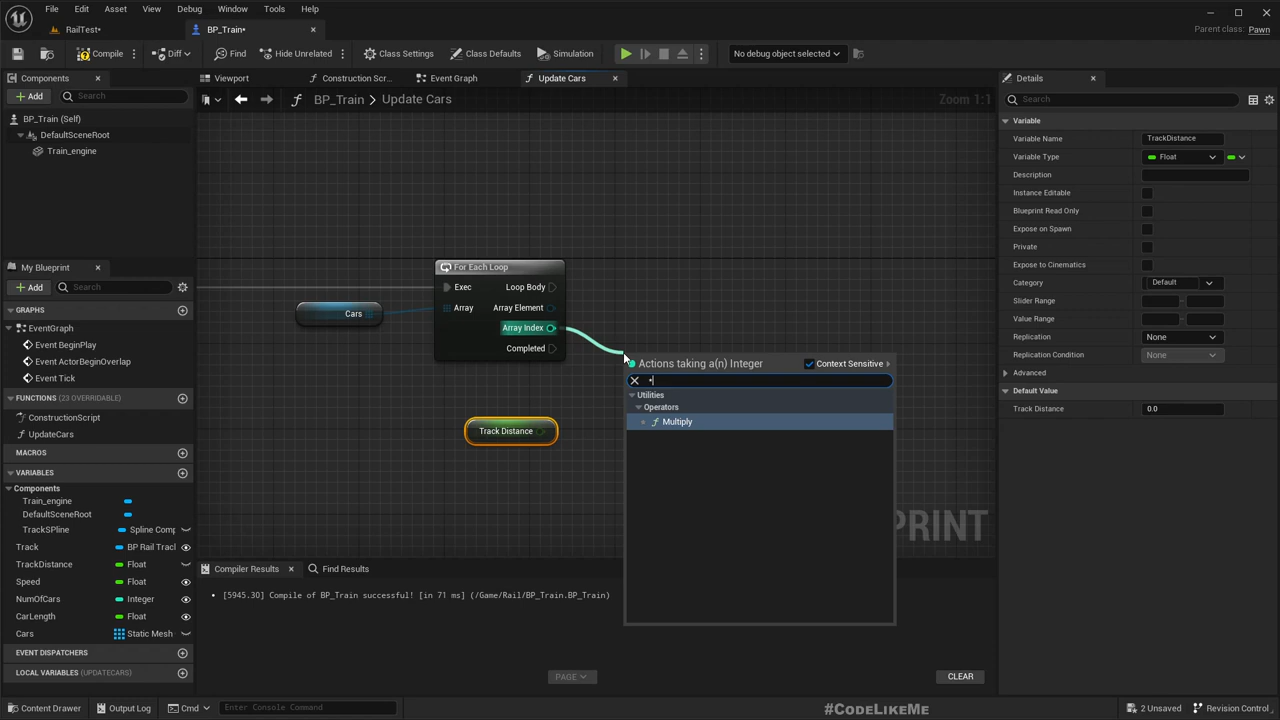 File Edit Asset View Debug Window Tools Help
RailTest•
BP_Train•
Parent class: Pawn
Compile Diff Find Hide Unrelated Class Settings Class Defaults Simulation No debug object selected
Components
Add Search
BP_Train (Self)
DefaultSceneRoot
Train_engine
My Blueprint
Add Search
GRAPHS
EventGraph
Event BeginPlay
Event ActorBeginOverlap
Event Tick
FUNCTIONS (23 OVERRIDABLE)
ConstructionScript
UpdateCars
MACROS
VARIABLES
Components
Train_engine
DefaultSceneRoot
TrackSPline Spline Comp
Track BP Rail Tracl
TrackDistance Float
Speed Float
NumOfCars Integer
CarLength Float
Cars Static Mesh
EVENT DISPATCHERS
LOCAL VARIABLES (UPDATECARS)
Viewport Construction Scr... Event Graph Update Cars
BP_Train > Update Cars Zoom 1:1
For Each Loop
Exec Loop Body
Array Array Element
Array Index
Completed
Cars
Track Distance
Actions taking a(n) Integer Context Sensitive
*
Utilities
Operators
Multiply
PRINT
Compiler Results Find Results
[5945.30] Compile of BP_Train successful! [in 71 ms] (/Game/Rail/BP_Train.BP_Train)
PAGE CLEAR
Details
Search
Variable
Variable Name TrackDistance
Variable Type Float
Description
Instance Editable
Blueprint Read Only
Expose on Spawn
Private
Expose to Cinematics
Category Default
Slider Range
Value Range
Replication None
Replication Condition None
Advanced
Default Value
Track Distance 0.0
Content Drawer Output Log Cmd Enter Console Command #CodeLikeMe 2 Unsaved Revision Control